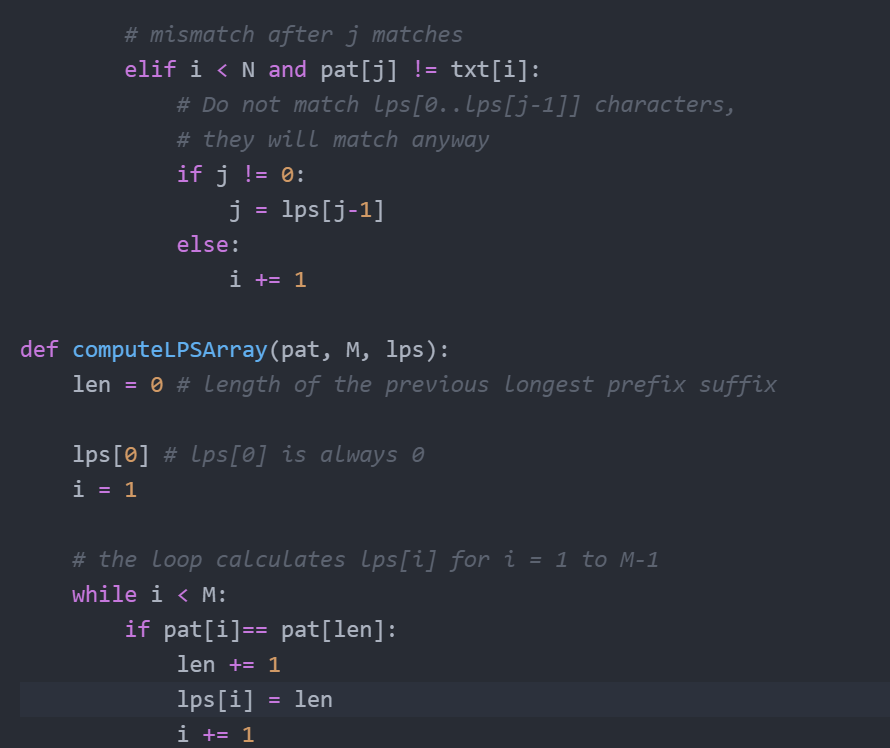 # mismatch after j matches
        elif i < N and pat[j] != txt[i]:
            # Do not match lps[0..lps[j-1]] characters,
            # they will match anyway
            if j != 0:
                j = lps[j-1]
            else:
                i += 1

def computeLPSArray(pat, M, lps):
    len = 0 # length of the previous longest prefix suffix

    lps[0] # lps[0] is always 0
    i = 1

    # the loop calculates lps[i] for i = 1 to M-1
    while i < M:
        if pat[i]== pat[len]:
            len += 1
            lps[i] = len
            i += 1